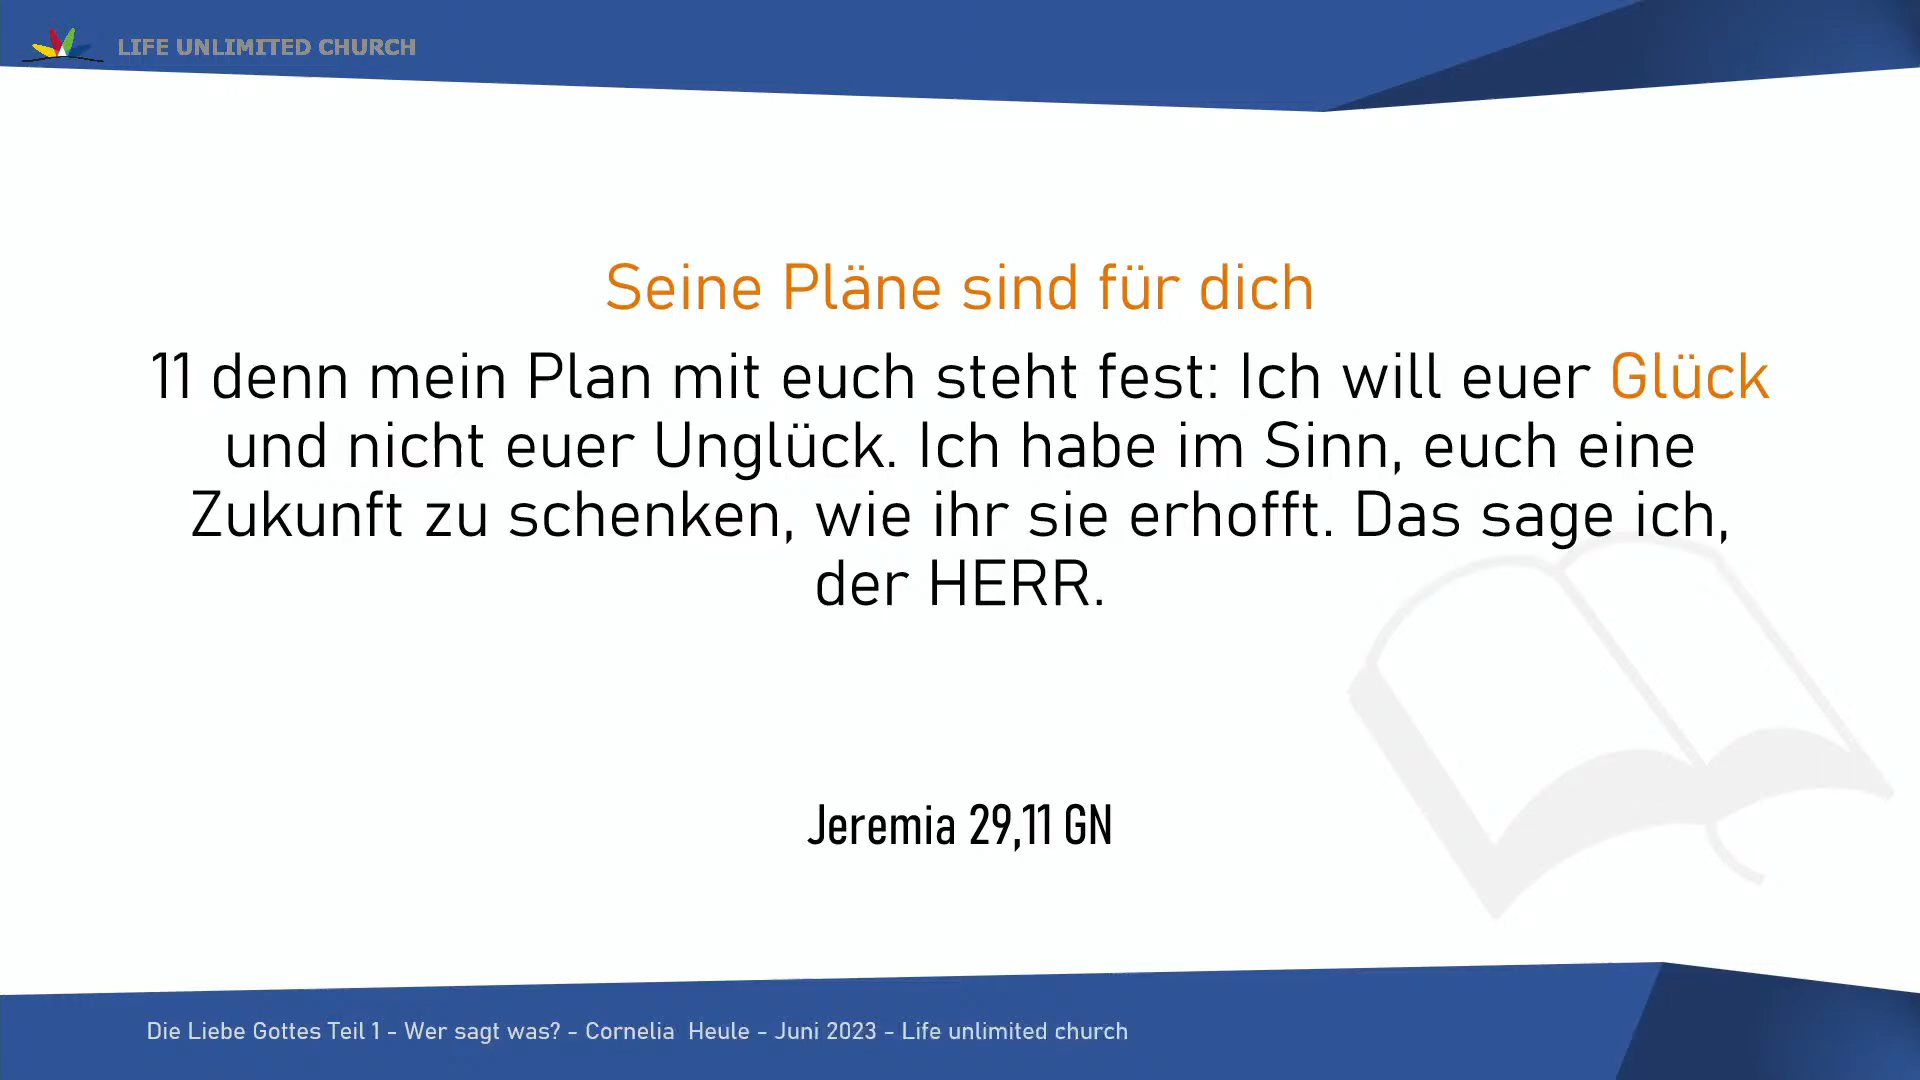 LIFE UNLIMITED CHURCH
Seine Pläne sind für dich
11 denn mein Plan mit euch steht fest: Ich will euer Glück
und nicht euer Unglück. Ich habe im Sinn, euch eine
Zukunft zu schenken, wie ihr sie erhofft. Das sage ich,
der HERR.
Jeremia 29,11 GN
Die Liebe Gottes Teil 1 - Wer sagt was? - Cornelia  Heule - Juni 2023 - Life unlimited church